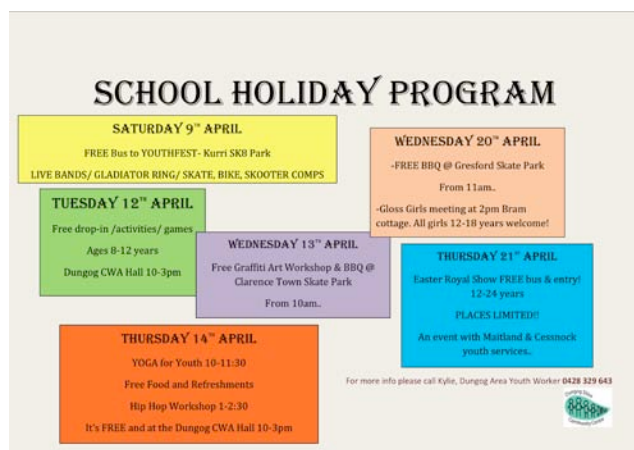 SCHOOL HOLIDAY PROGRAM
SATURDAY 9TH APRIL
FREE Bus to YOUTHFEST- Kurri SK8 Park
LIVE BANDS/ GLADIATOR RING/ SKATE, BIKE, SKOOTER COMPS
TUESDAY 12TH APRIL
Free drop-in /activities/ games
Ages 8-12 years
Dungog CWA Hall 10-3pm
WEDNESDAY 13TH APRIL
Free Graffiti Art Workshop & BBQ @
Clarence Town Skate Park
From 10am..
THURSDAY 14TH APRIL
YOGA for Youth 10-11:30
Free Food and Refreshments
Hip Hop Workshop 1-2:30
It's FREE and at the Dungog CWA Hall 10-3pm
WEDNESDAY 20TH APRIL
-FREE BBQ @ Gresford Skate Park
From 11am..
-Gloss Girls meeting at 2pm Bram
cottage. All girls 12-18 years welcome!
THURSDAY 21ST APRIL
Easter Royal Show FREE bus & entry!
12-24 years
PLACES LIMITED!!
An event with Maitland & Cessnock
youth services..
For more info please call Kylie, Dungog Area Youth Worker 0428 329 643
Dungog Shire
Community Centre